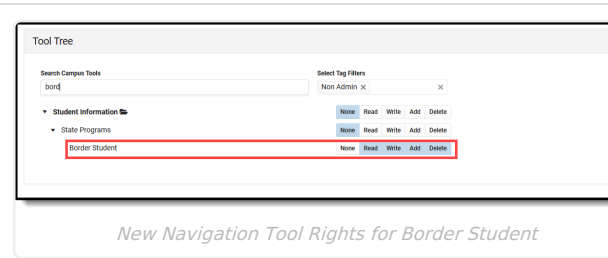 Tool Tree
Search Campus Tools Select Tag Filters
bord Non Admin × ×
▾ Student Information None Read Write Add Delete
▾ State Programs None Read Write Add Delete
Border Student None Read Write Add Delete
New Navigation Tool Rights for Border Student